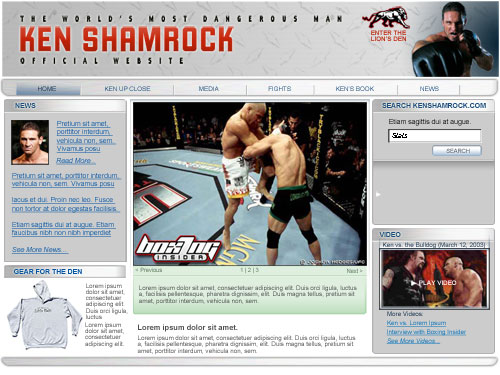 THE WORLD'S MOST DANGEROUS MAN
KEN SHAMROCK
OFFICIAL WEBSITE
ENTER THE
LION'S DEN
HOME
KEN UP CLOSE
MEDIA
FIGHTS
KEN'S BOOK
NEWS
NEWS
Pretium sit amet,
porttitor interdum,
vehicula non, sem.
Vivamus posu
Read More...
Pretium sit amet, porttitor interdum,
vehicula non, sem. Vivamus posu
lacus et dui. Proin nec leo. Fusce
non tortor at dolor egestas facilisis.
Etiam sagittis dui at augue. Etiam
faucibus nibh non nibh imperdiet
See More News...
GEAR FOR THE DEN
Lorem ipsum
dolor sit amet,
consectetuer
adipiscing elit.
Duis varius,
luctus
Lorem ipsum
dolor sit amet,
consectetuer
adipiscing elit.
BOXING
INSIDER
< Previous
1 | 2 | 3
Next >
Lorem ipsum dolor sit amet, consectetuer adipiscing elit. Duis varius, luctus
a, facilisis pellentesque, pharetra dignissim, elit. Thus magna tellus, pretium
sit amet, porttitor interdum, vehicula non, sem.
Lorem ipsum dolor sit amet.
Lorem ipsum dolor sit amet, consectetuer adipiscing elit. Duis varius, luctus
a, facilisis pellentesque, pharetra dignissim, elit. Thus magna tellus, pretium
sit amet, porttitor interdum, vehicula non, sem.
SEARCH KENSHAMROCK.COM
Etiam sagittis dui at augue.
Stats
SEARCH
VIDEO
Ken vs. the Bulldog (March 12, 2003)
PLAY VIDEO
More Videos:
Ken vs. Lorem Ipsum
Interview with Boxing Insider
See More Videos...